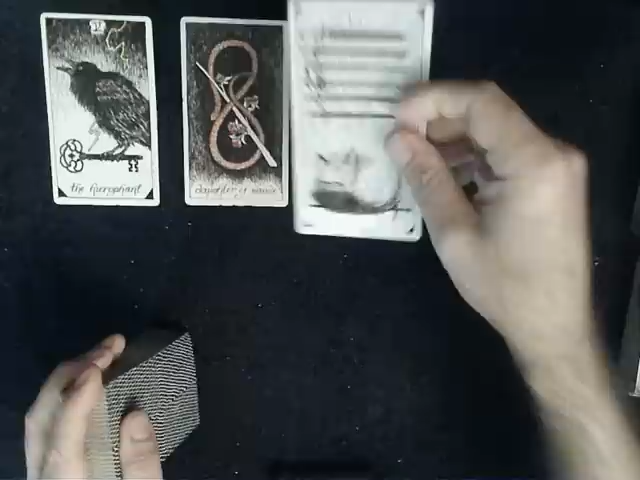 V
the hierophant
daughter of wands